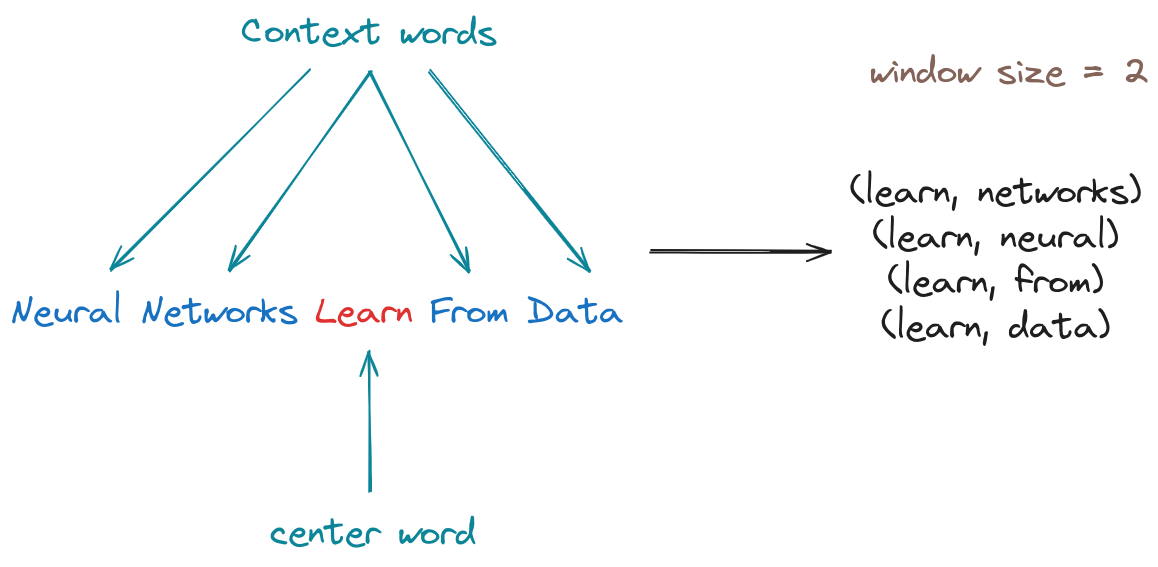 Context words
window size = 2
(learn, networks)
(learn, neural)
(learn, from)
(learn, data)
Neural Networks Learn From Data
center word